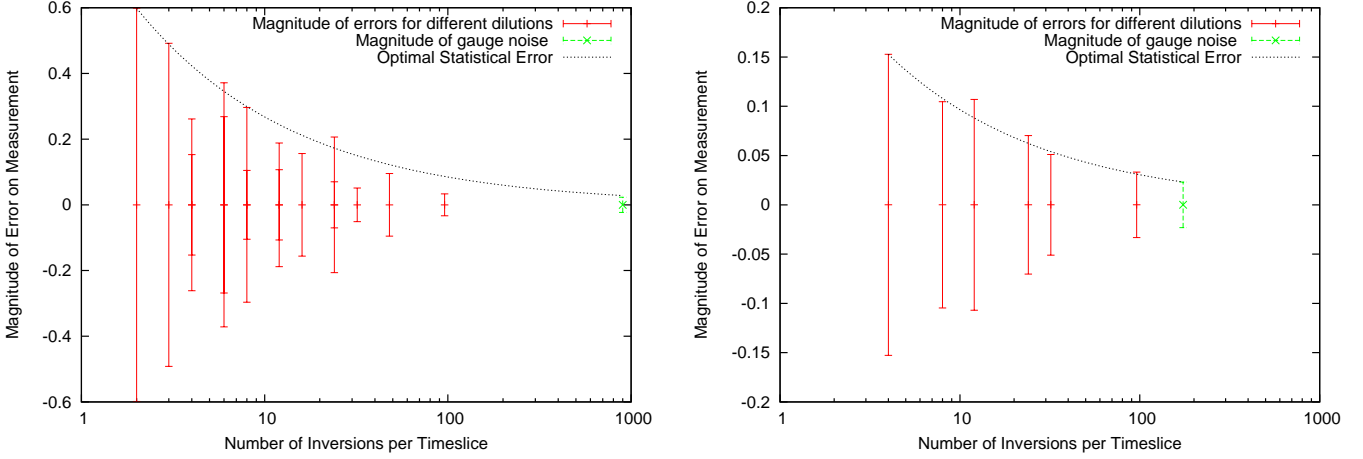 Magnitude of Error on Measurement
0.6
0.4
0.2
0
-0.2
-0.4
-0.6
1
10
100
1000
Number of Inversions per Timeslice
Magnitude of errors for different dilutions
Magnitude of gauge noise
Optimal Statistical Error
Magnitude of Error on Measurement
0.2
0.15
0.1
0.05
0
-0.05
-0.1
-0.15
-0.2
1
10
100
1000
Number of Inversions per Timeslice
Magnitude of errors for different dilutions
Magnitude of gauge noise
Optimal Statistical Error